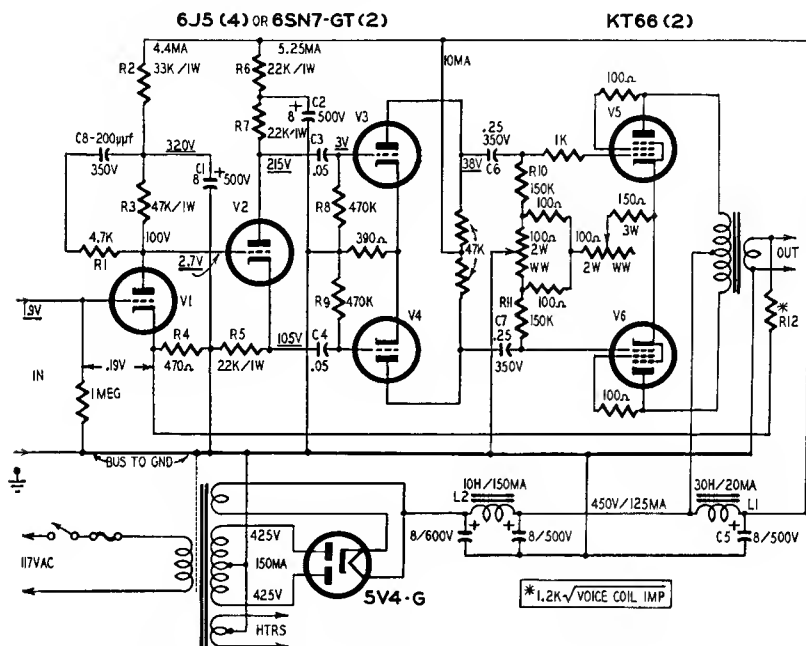 6J5 (4) OR 6SN7-GT (2)
KT66 (2)
4.4MA
R2
33K/1W
5.25MA
R6
22K/1W
R7
22K/1W
10MA
C2
8 + 500V
V3
100Ω
V5
C8-200μμf
350V
320V
C1
8 + 500V
C3
.05
3V
215V
.25
350V
38V
C6
1K
R10
150K
R3
47K/1W
V2
R8
470K
100Ω
150Ω
3W
4.7K
R1
100V
2.7V
390Ω
47K
100Ω
2W
WW
100Ω
2W
WW
OUT
1.9V
V1
R9
470K
V4
R11
150K
100Ω
*
R12
R4
470Ω
R5
22K/1W
105V
C4
.05
C7
.25
350V
V6
.19V
IN
1 MEG
100Ω
BUS TO GND
10H/150MA
L2
450V/125MA
30H/20MA
L1
425V
8/600V
+
+
8/500V
+
C5
8/500V
117VAC
150MA
425V
5V4-G
HTRS
*1.2K√VOICE COIL IMP